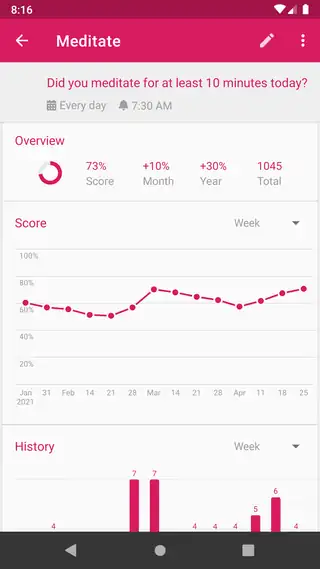 8:16
Meditate
Did you meditate for at least 10 minutes today?
Every day 7:30 AM
Overview
73% +10% +30% 1045
Score Month Year Total
Score Week
100%
80%
60%
40%
20%
Jan 31 Feb 14 21 28 Mar 14 21 28 Apr 11 18 25
2021
History Week
7 7
6
5
4 4 4 4 4